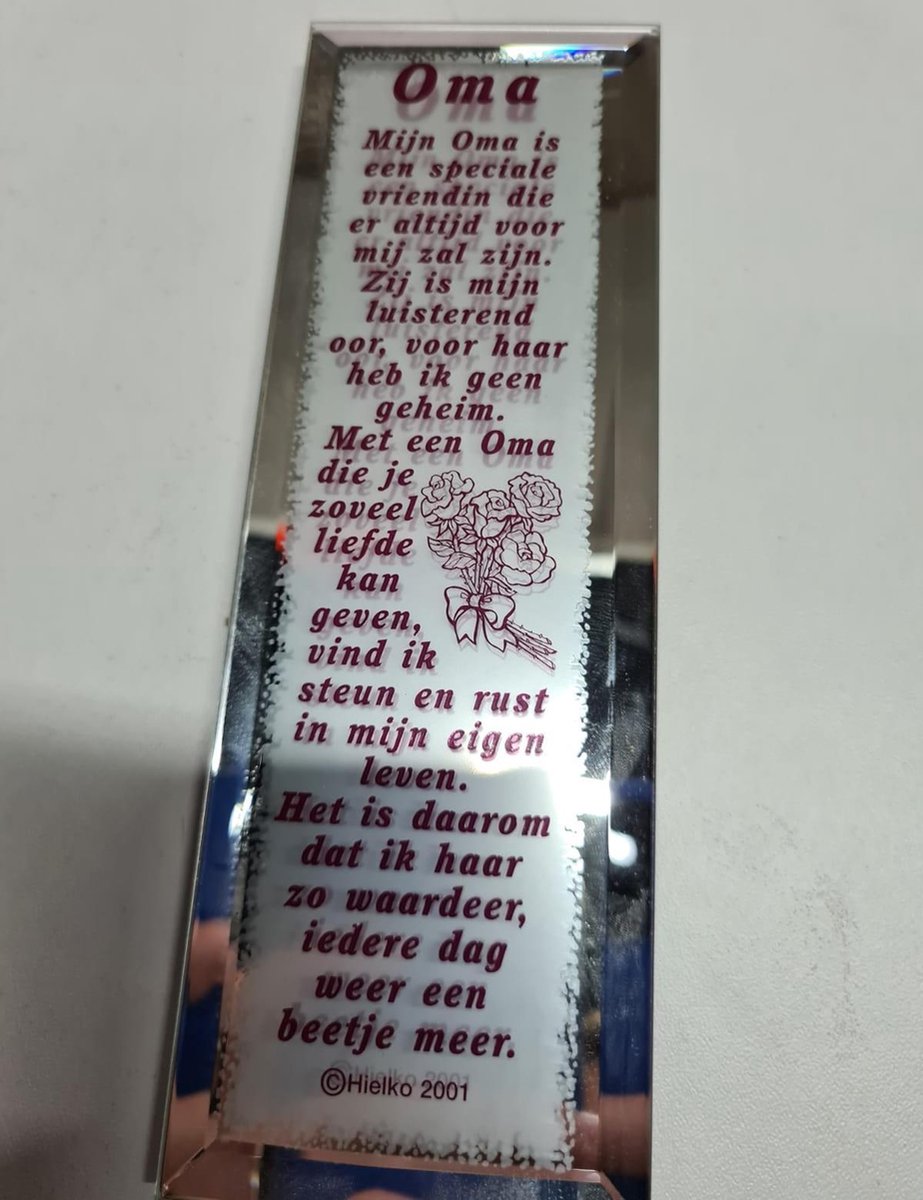 Oma
Mijn Oma is
een speciale
vriendin die
er altijd voor
mij zal zijn.
Zij is mijn
luisterend
oor, voor haar
heb ik geen
geheim.
Met een Oma
die je
zoveel
liefde
kan
geven,
vind ik
steun en rust
in mijn eigen
leven.
Het is daarom
dat ik haar
zo waardeer,
iedere dag
weer een
beetje meer.
©Hielko 2001